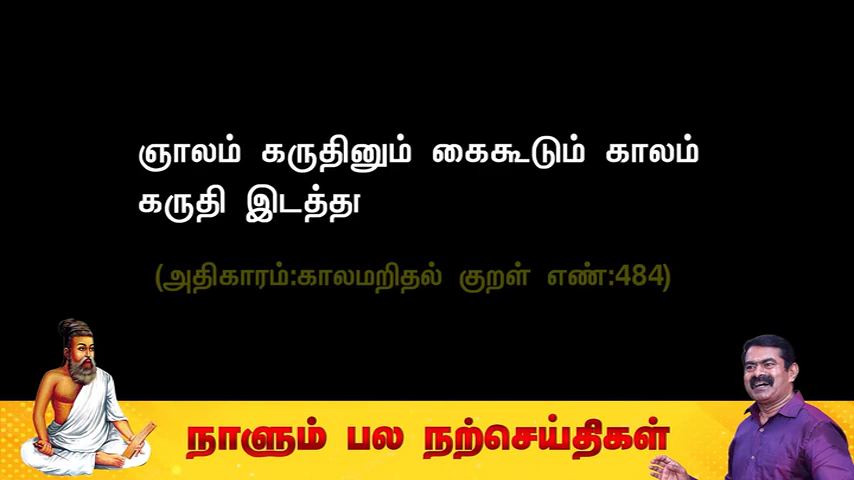 ஞாலம் கருதினும் கைகூடும் காலம்
கருதி இடத்தா
(அதிகாரம்:காலமறிதல் குறள் எண்:484)
நாளும் பல நற்செய்திகள்